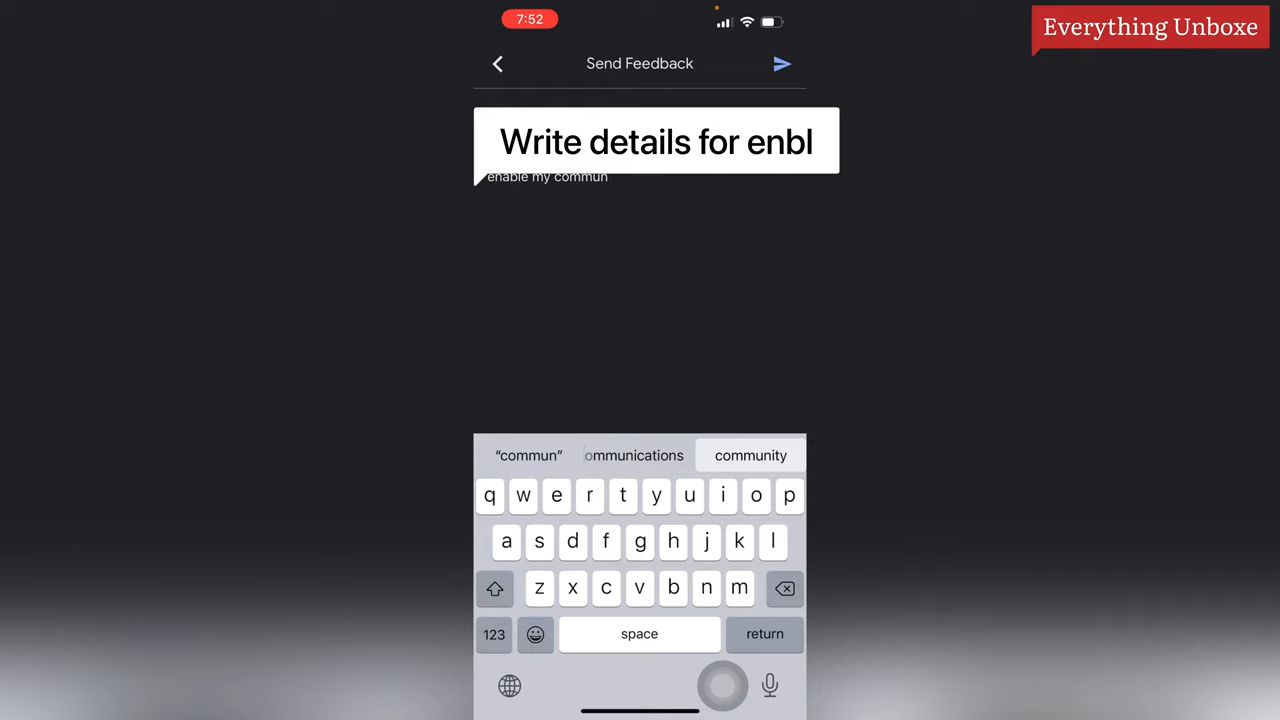 7:52
Everything Unboxe
Send Feedback
Write details for enbl
enable my commun
“commun” ommunications community
q w e r t y u i o p
a s d f g h j k l
z x c v b n m
123 space return